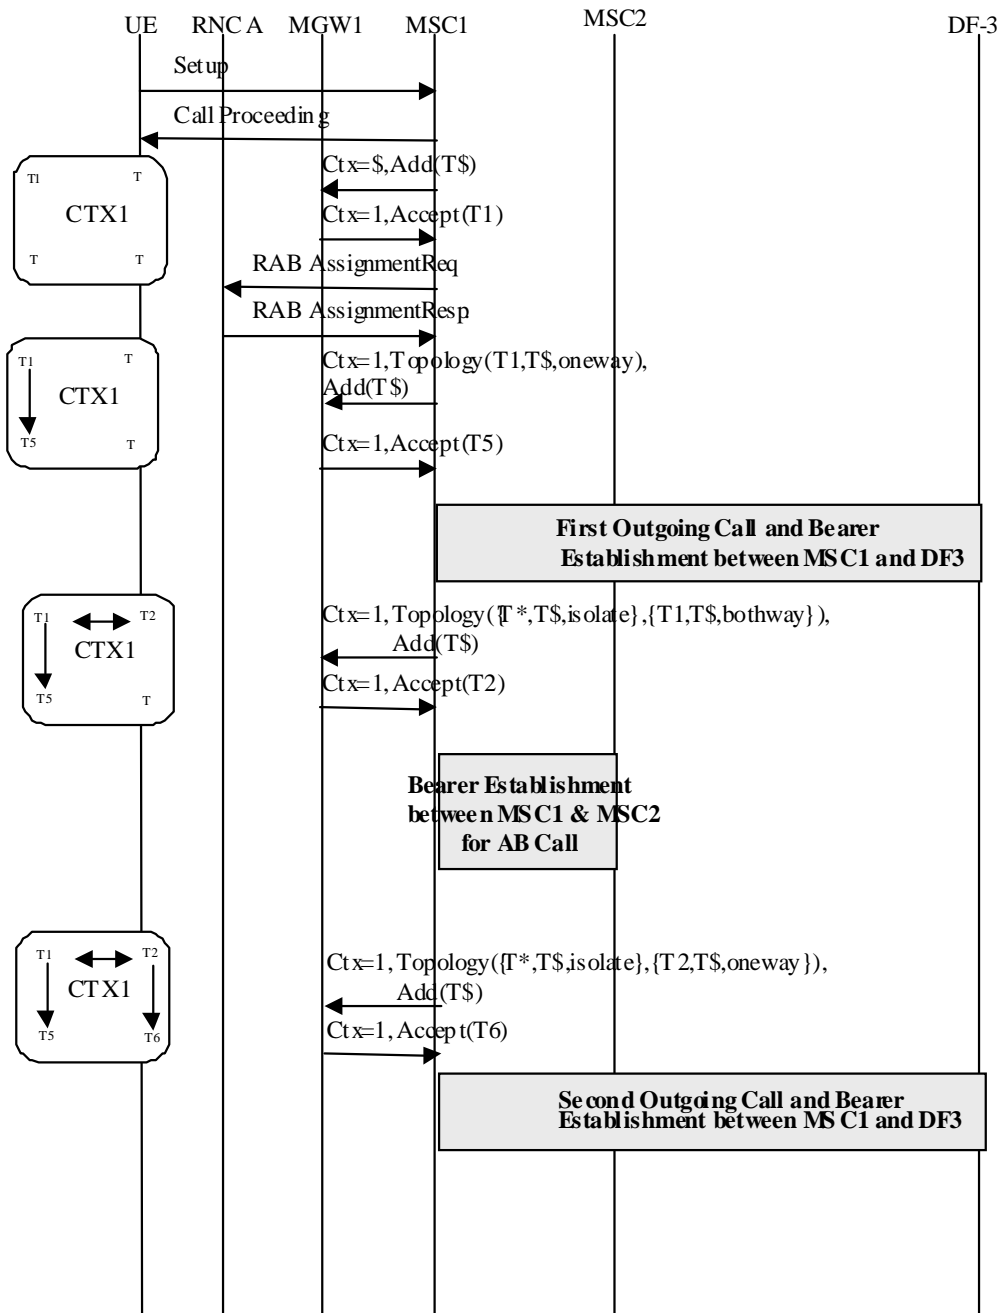 UE RNCA MGW1 MSC1 MSC2 DF-3
Setup
Call Proceeding
Ctx=$,Add(T$)
T1 T
CTX1
T T
Ctx=1,Accept(T1)
RAB AssignmentReq
RAB AssignmentResp
Ctx=1,Topology(T1,T$,oneway),
Add(T$)
T1 T
CTX1
T5 T
Ctx=1,Accept(T5)
First Outgoing Call and Bearer
Establishment between MSC1 and DF3
Ctx=1,Topology({T*,T$,isolate},{T1,T$,bothway}),
Add(T$)
T1 T2
CTX1
T5 T
Ctx=1,Accept(T2)
Bearer Establishment
between MSC1 & MSC2
for AB Call
T1 T2
CTX1
T5 T6
Ctx=1,Topology({T*,T$,isolate},{T2,T$,oneway}),
Add(T$)
Ctx=1,Accept(T6)
Second Outgoing Call and Bearer
Establishment between MSC1 and DF3